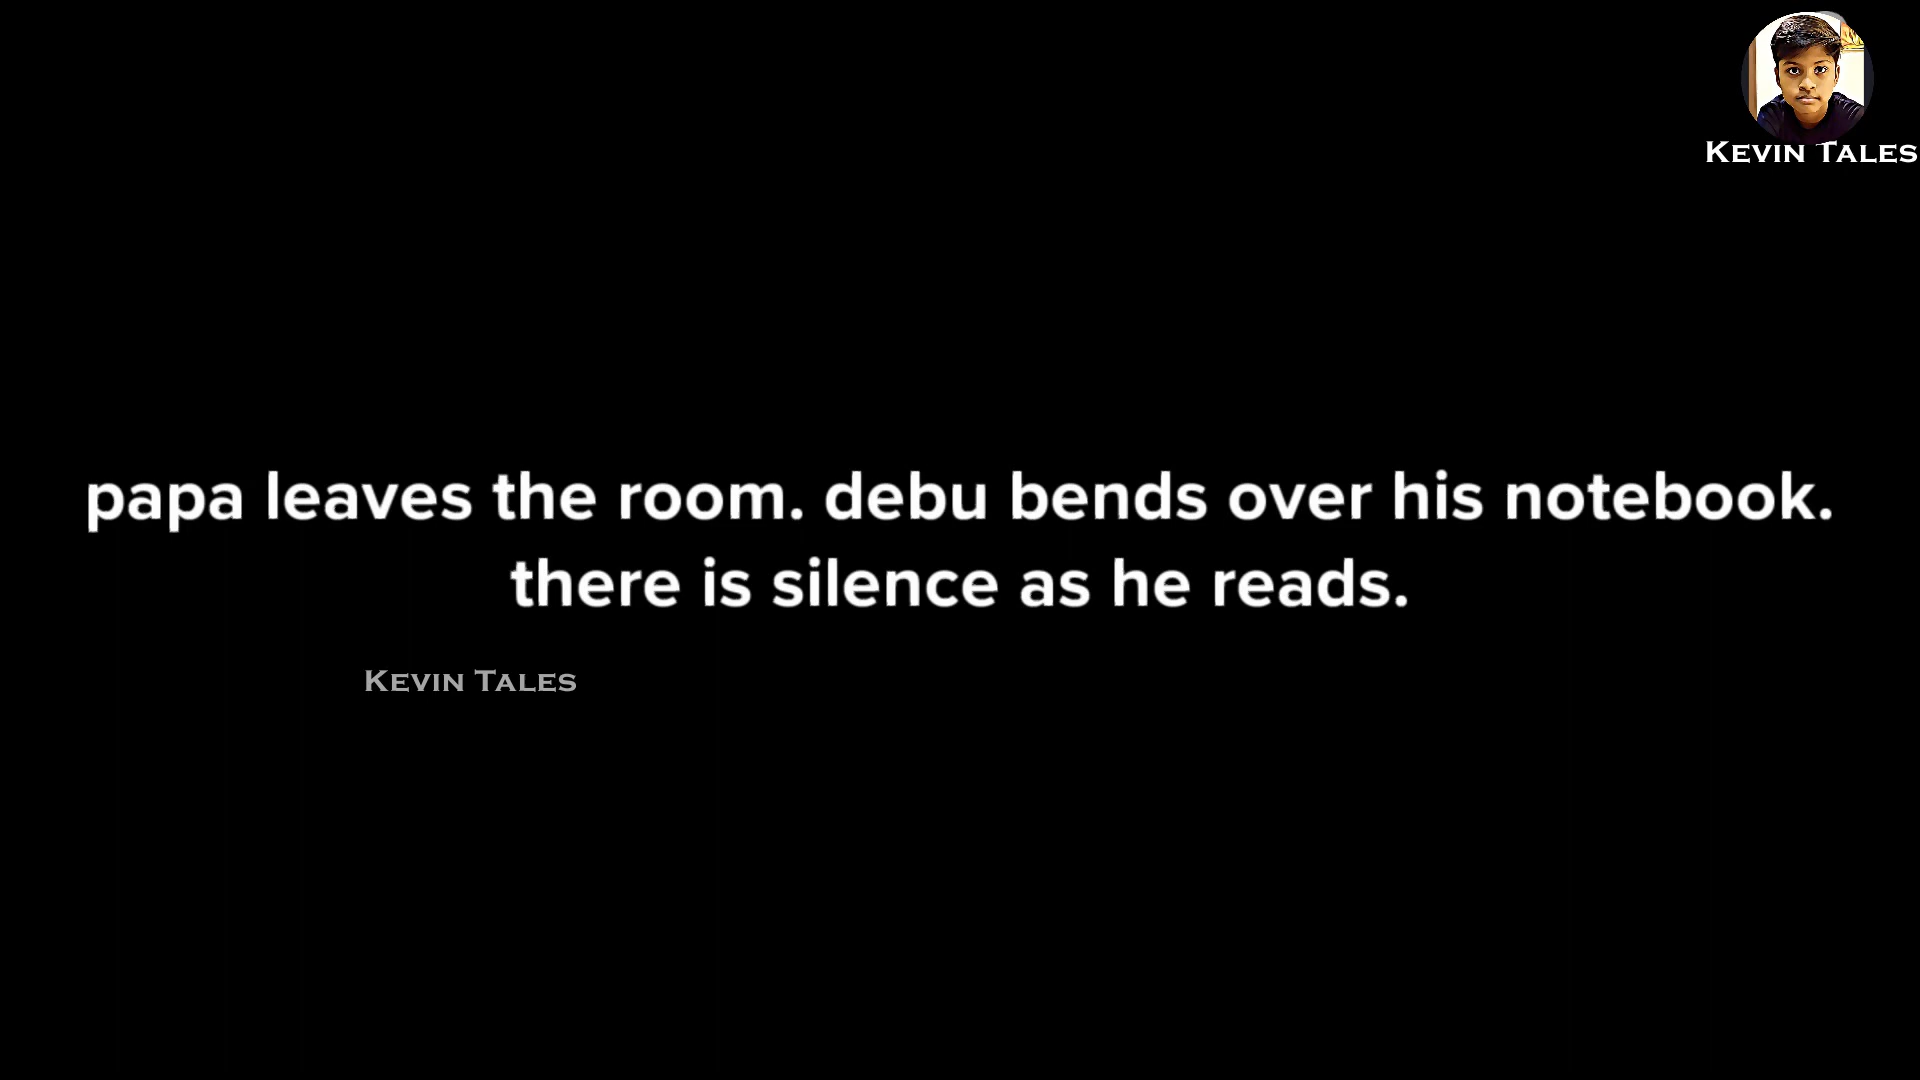 Kevin Tales
papa leaves the room. debu bends over his notebook.
there is silence as he reads.
Kevin Tales